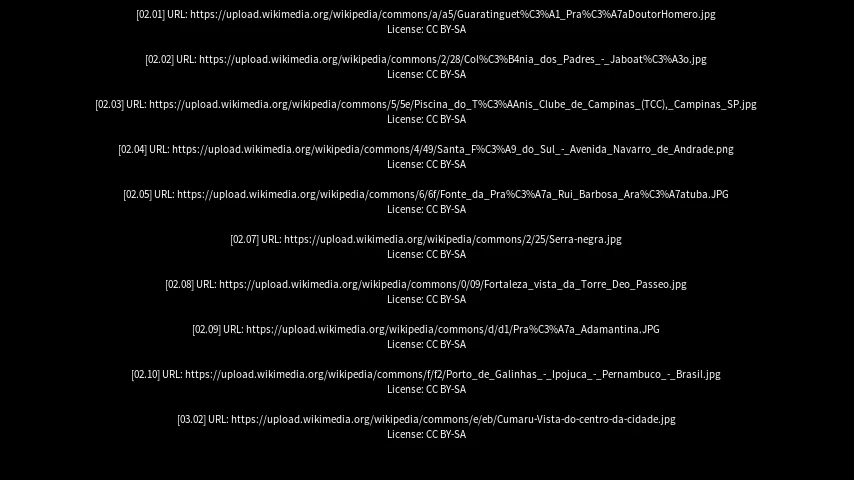 [02.01] URL: https://upload.wikimedia.org/wikipedia/commons/a/a5/Guaratinguet%C3%A1_Pra%C3%A7aDoutorHomero.jpg
License: CC BY-SA
[02.02] URL: https://upload.wikimedia.org/wikipedia/commons/2/28/Col%C3%B4nia_dos_Padres_-_Jaboat%C3%A3o.jpg
License: CC BY-SA
[02.03] URL: https://upload.wikimedia.org/wikipedia/commons/5/5e/Piscina_do_T%C3%AAnis_Clube_de_Campinas_(TCC),_Campinas_SP.jpg
License: CC BY-SA
[02.04] URL: https://upload.wikimedia.org/wikipedia/commons/4/49/Santa_F%C3%A9_do_Sul_-_Avenida_Navarro_de_Andrade.png
License: CC BY-SA
[02.05] URL: https://upload.wikimedia.org/wikipedia/commons/6/6f/Fonte_da_Pra%C3%A7a_Rui_Barbosa_Ara%C3%A7atuba.JPG
License: CC BY-SA
[02.07] URL: https://upload.wikimedia.org/wikipedia/commons/2/25/Serra-negra.jpg
License: CC BY-SA
[02.08] URL: https://upload.wikimedia.org/wikipedia/commons/0/09/Fortaleza_vista_da_Torre_Deo_Passeo.jpg
License: CC BY-SA
[02.09] URL: https://upload.wikimedia.org/wikipedia/commons/d/d1/Pra%C3%A7a_Adamantina.JPG
License: CC BY-SA
[02.10] URL: https://upload.wikimedia.org/wikipedia/commons/f/f2/Porto_de_Galinhas_-_Ipojuca_-_Pernambuco_-_Brasil.jpg
License: CC BY-SA
[03.02] URL: https://upload.wikimedia.org/wikipedia/commons/e/eb/Cumaru-Vista-do-centro-da-cidade.jpg
License: CC BY-SA